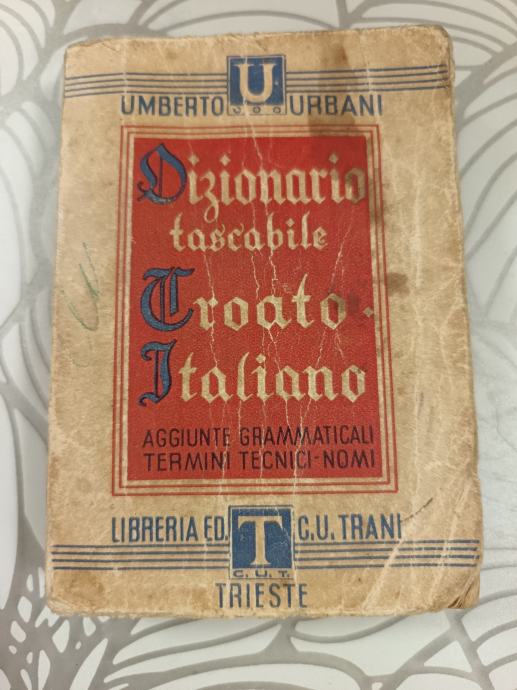 U
UMBERTO URBANI
Dizionario
tascabile
Croato-
Italiano
AGGIUNTE GRAMMATICALI
TERMINI TECNICI-NOMI
LIBRERIA ED. T C.U. TRANI
C.U.T.
TRIESTE